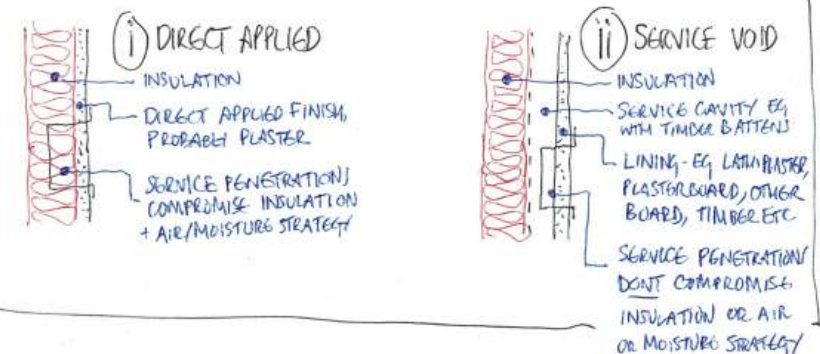 i) DIRECT APPLIED
INSULATION
DIRECT APPLIED FINISH,
PROBABLY PLASTER
SERVICE PENETRATIONS
COMPROMISE INSULATION
+ AIR/MOISTURE STRATEGY
ii) SERVICE VOID
INSULATION
SERVICE CAVITY EG
WITH TIMBER BATTENS
LINING - EG LATH/PLASTER,
PLASTERBOARD, OTHER
BOARD, TIMBER ETC
SERVICE PENETRATIONS
DONT COMPROMISE
INSULATION OR AIR
OR MOISTURE STRATEGY